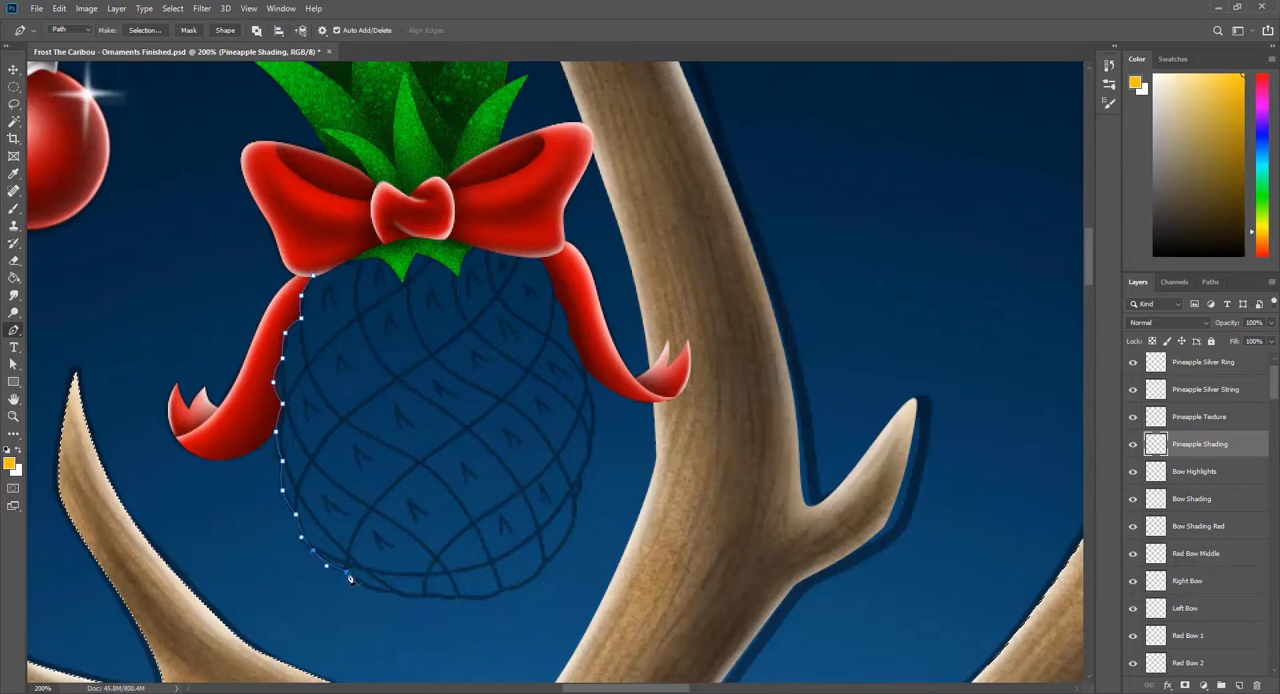 Ps File Edit Image Layer Type Select Filter 3D View Window Help
Path Make: Selection... Mask Shape Auto Add/Delete Align Edges
Frost The Caribou - Ornaments Finished.psd @ 200% (Pineapple Shading, RGB/8) * ×
Color Swatches
Layers Channels Paths
Kind
Normal Opacity: 100%
Lock: Fill: 100%
Pineapple Silver Ring
Pineapple Silver String
Pineapple Texture
Pineapple Shading
Bow Highlights
Bow Shading
Bow Shading Red
Red Bow Middle
Right Bow
Left Bow
Red Bow 1
Red Bow 2
200% Doc: 45.8M/800.4M
fx